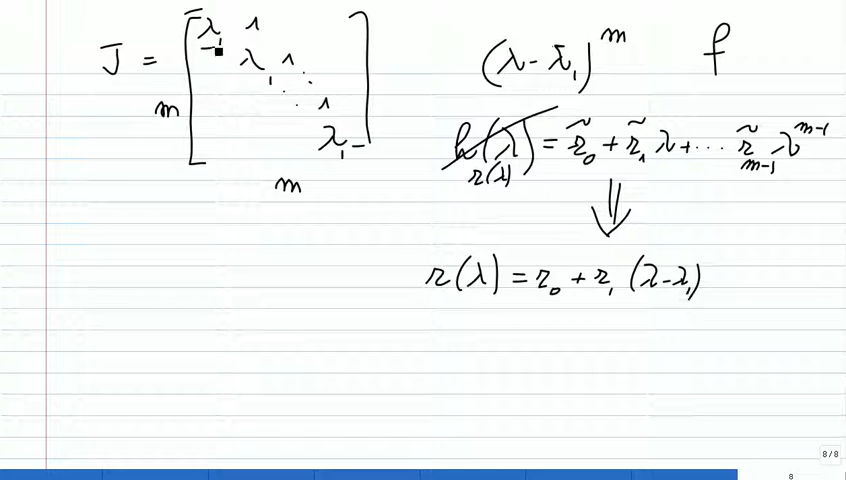 J = [λ₁ 1
λ₁ 1
⋱
1
λ₁]
m
m
(λ - λ₁)^m f
h(λ) = r̃₀ + r̃₁ λ + ... r̃_{m-1} λ^{m-1}
r(λ)
⇓
r(λ) = r₀ + r₁ (λ-λ₁)
8/8
8